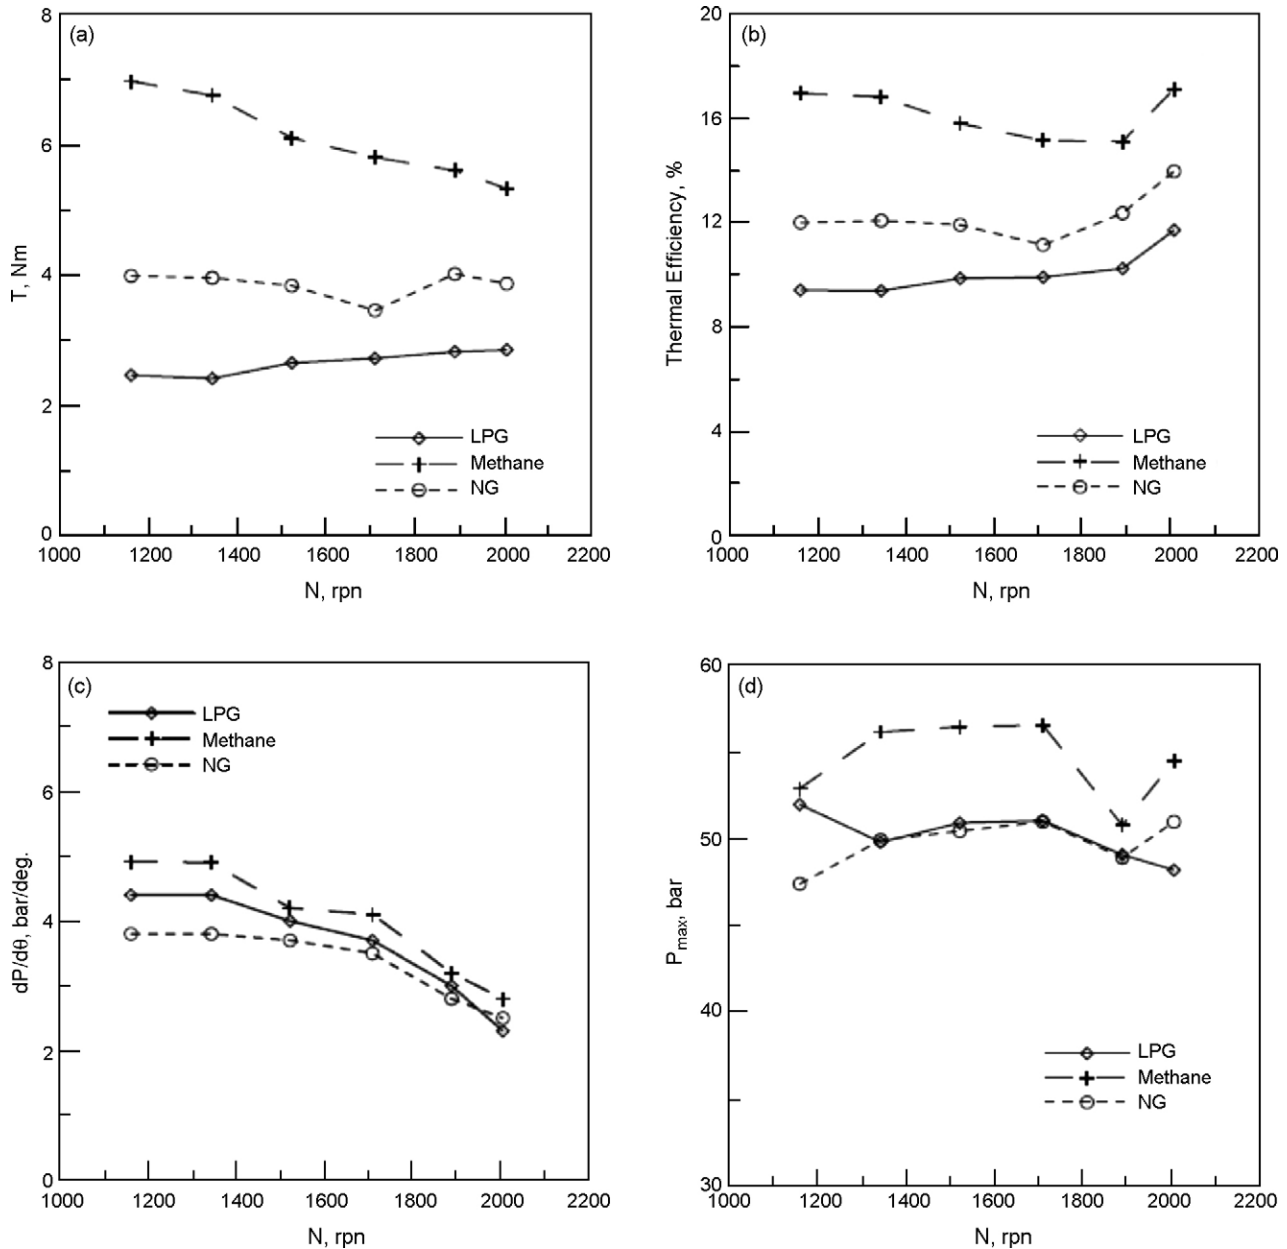 (a)
8
6
4
2
0
T, Nm
LPG
Methane
NG
1000 1200 1400 1600 1800 2000 2200
N, rpn
(b)
20
16
12
8
4
0
Thermal Efficiency, %
LPG
Methane
NG
1000 1200 1400 1600 1800 2000 2200
N, rpn
(c)
8
6
4
2
0
dP/dθ, bar/deg.
LPG
Methane
NG
1000 1200 1400 1600 1800 2000 2200
N, rpn
(d)
60
50
40
30
Pmax, bar
LPG
Methane
NG
1000 1200 1400 1600 1800 2000 2200
N, rpn